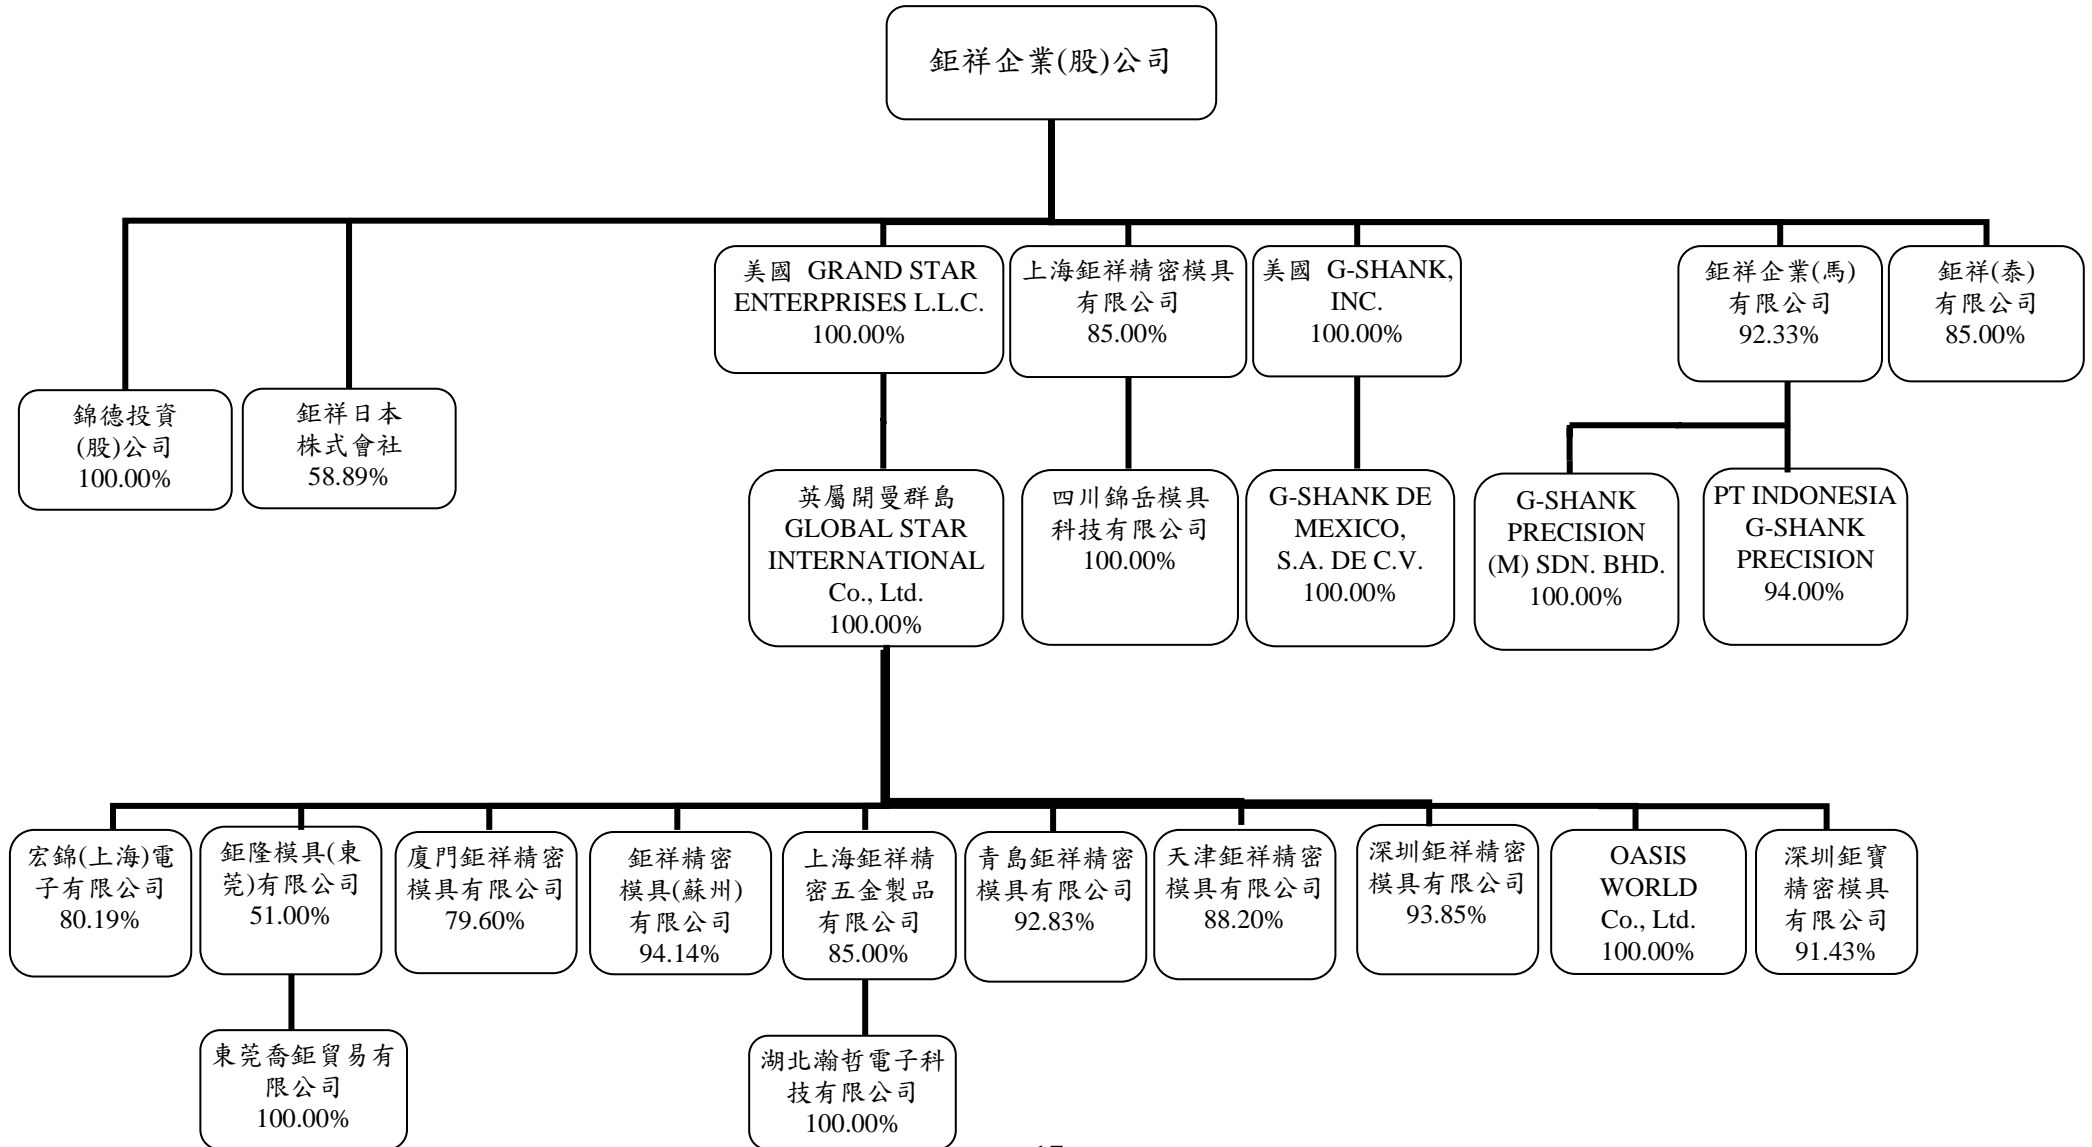 鉅祥企業(股)公司
美國 GRAND STAR
ENTERPRISES L.L.C.
100.00%
上海鉅祥精密模具
有限公司
85.00%
美國 G-SHANK,
INC.
100.00%
鉅祥企業(馬)
有限公司
92.33%
鉅祥(泰)
有限公司
85.00%
錦德投資
(股)公司
100.00%
鉅祥日本
株式會社
58.89%
英屬開曼群島
GLOBAL STAR
INTERNATIONAL
Co., Ltd.
100.00%
四川錦岳模具
科技有限公司
100.00%
G-SHANK DE
MEXICO,
S.A. DE C.V.
100.00%
G-SHANK
PRECISION
(M) SDN. BHD.
100.00%
PT INDONESIA
G-SHANK
PRECISION
94.00%
宏錦(上海)電
子有限公司
80.19%
鉅隆模具(東
莞)有限公司
51.00%
廈門鉅祥精密
模具有限公司
79.60%
鉅祥精密
模具(蘇州)
有限公司
94.14%
上海鉅祥精
密五金製品
有限公司
85.00%
青島鉅祥精密
模具有限公司
92.83%
天津鉅祥精密
模具有限公司
88.20%
深圳鉅祥精密
模具有限公司
93.85%
OASIS
WORLD
Co., Ltd.
100.00%
深圳鉅寶
精密模具
有限公司
91.43%
東莞喬鉅貿易有
限公司
100.00%
湖北瀚哲電子科
技有限公司
100.00%